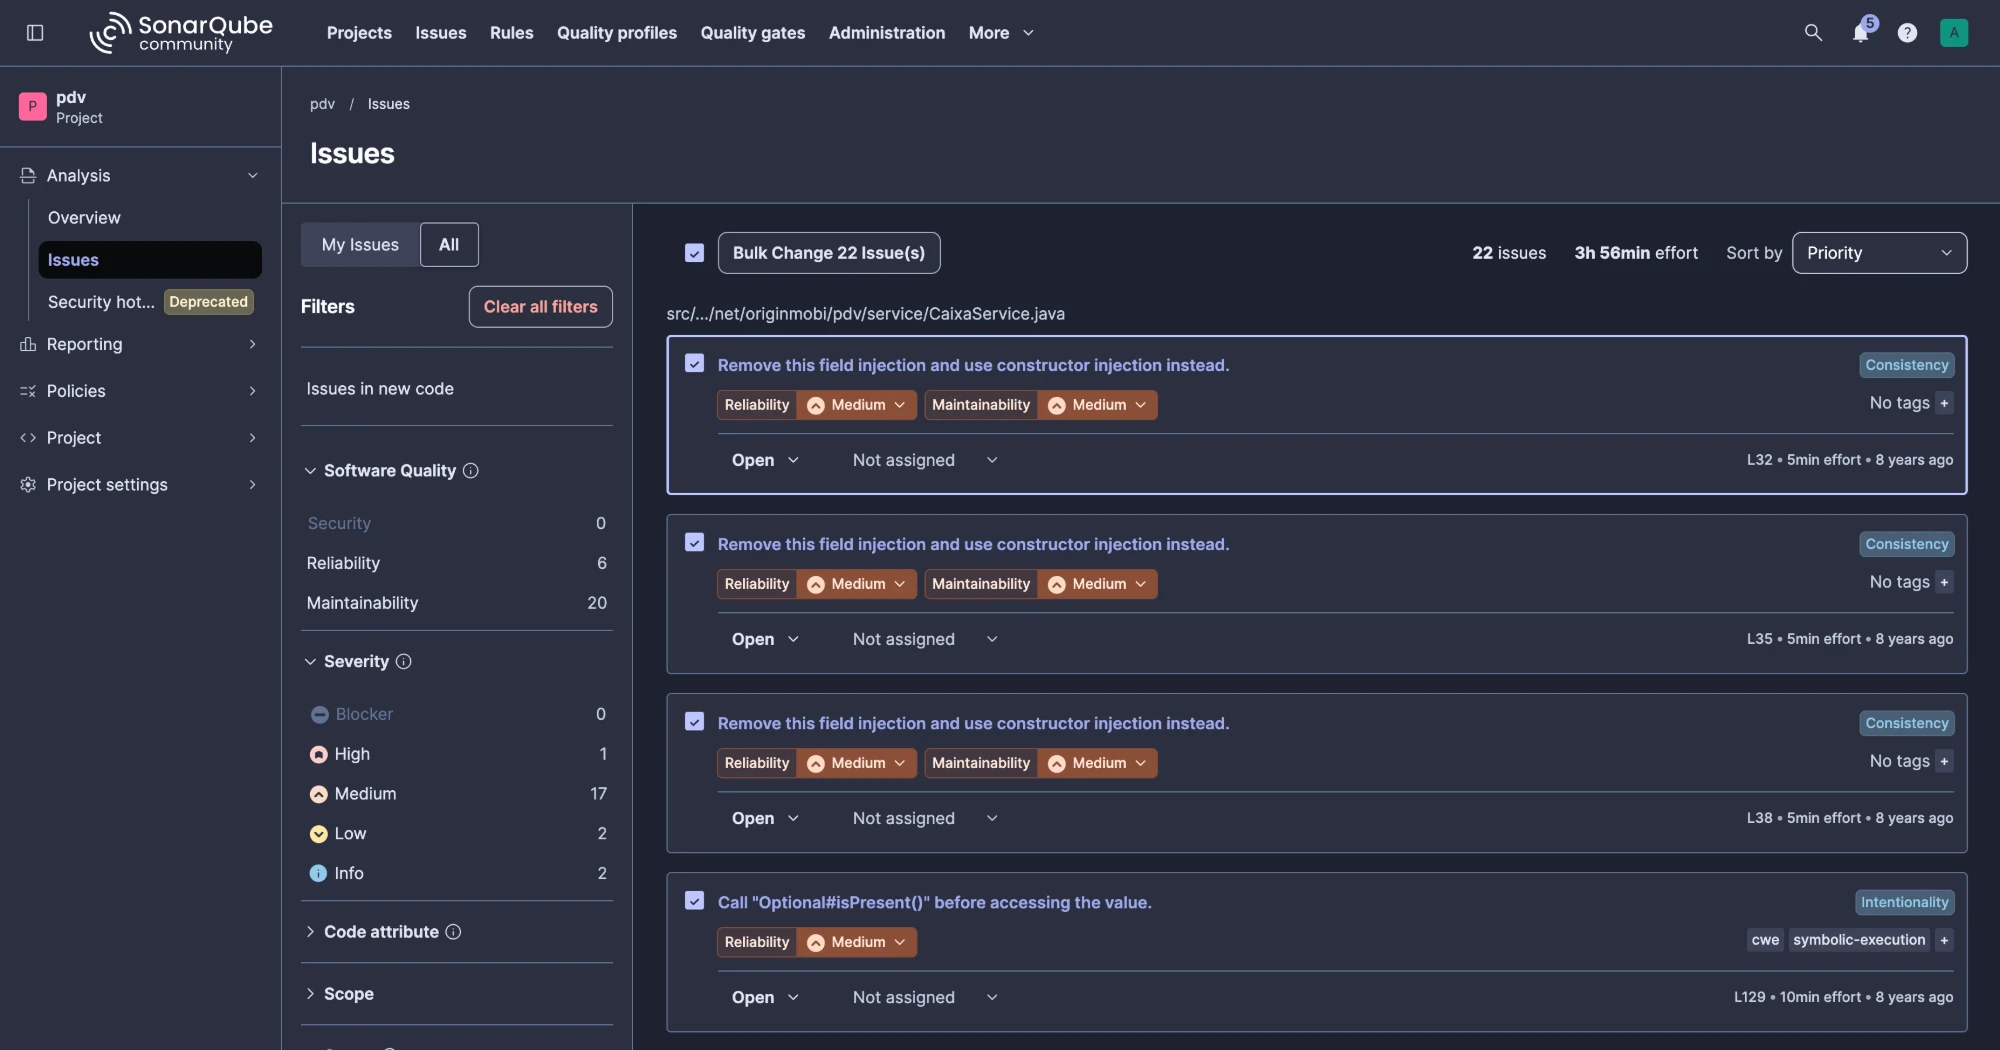 SonarQube
community
Projects
Issues
Rules
Quality profiles
Quality gates
Administration
More
5
?
A
P
pdv
Project
Analysis
Overview
Issues
Security hot... Deprecated
Reporting
Policies
Project
Project settings
pdv / Issues
Issues
My Issues
All
Filters
Clear all filters
Issues in new code
Software Quality
Security 0
Reliability 6
Maintainability 20
Severity
Blocker 0
High 1
Medium 17
Low 2
Info 2
Code attribute
Scope
Bulk Change 22 Issue(s)
22 issues
3h 56min effort
Sort by
Priority
src/.../net/originmobi/pdv/service/CaixaService.java
Remove this field injection and use constructor injection instead.
Consistency
Reliability Medium Maintainability Medium
No tags +
Open Not assigned
L32 • 5min effort • 8 years ago
Remove this field injection and use constructor injection instead.
Consistency
Reliability Medium Maintainability Medium
No tags +
Open Not assigned
L35 • 5min effort • 8 years ago
Remove this field injection and use constructor injection instead.
Consistency
Reliability Medium Maintainability Medium
No tags +
Open Not assigned
L38 • 5min effort • 8 years ago
Call "Optional#isPresent()" before accessing the value.
Intentionality
Reliability Medium
cwe symbolic-execution +
Open Not assigned
L129 • 10min effort • 8 years ago